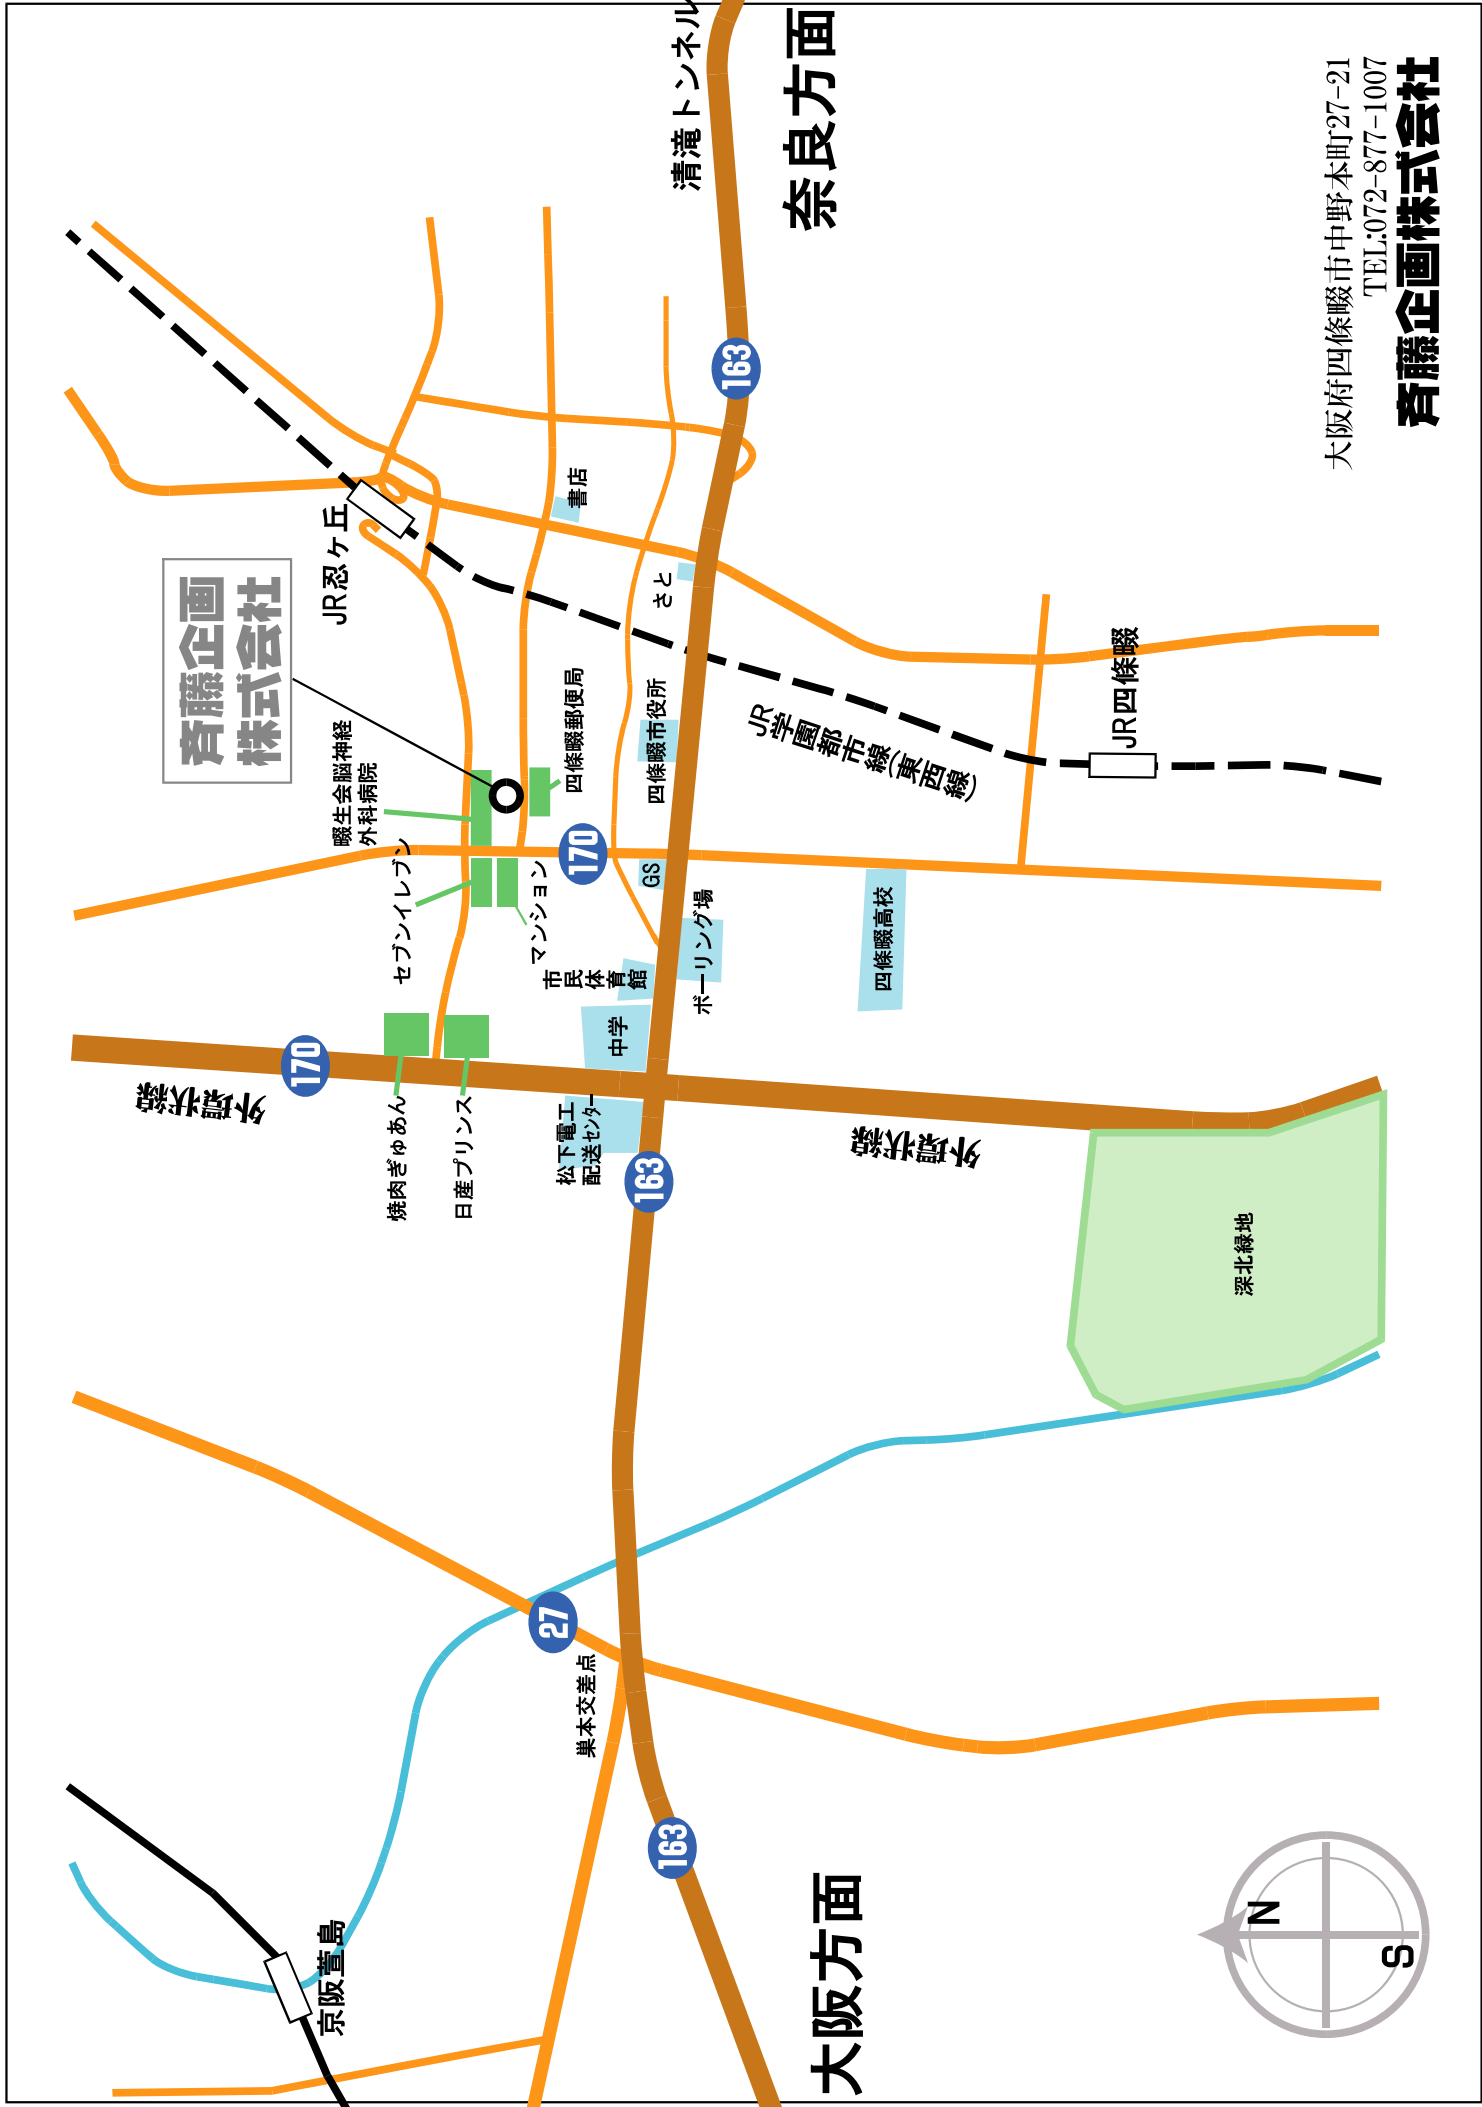 斉藤企画株式会社
TEL:072-877-1007
大阪府四條畷市中野本町27-21
奈良方面
清滝トンネル
163
書店
JR忍ヶ丘
さと
斉藤企画
株式会社
JR四條畷
JR学園都市線(東西線)
四條畷郵便局
四條畷市役所
畷生会脳神経
外科病院
170
GS
セブンイレブン
マンション
ボーリング場
四條畷高校
市民体育館
中学
170
外環状線
外環状線
焼肉ぎゅあん
日産プリンス
松下電工
配送センター
163
深北緑地
27
巣本交差点
163
京阪萱島
大阪方面
N
S